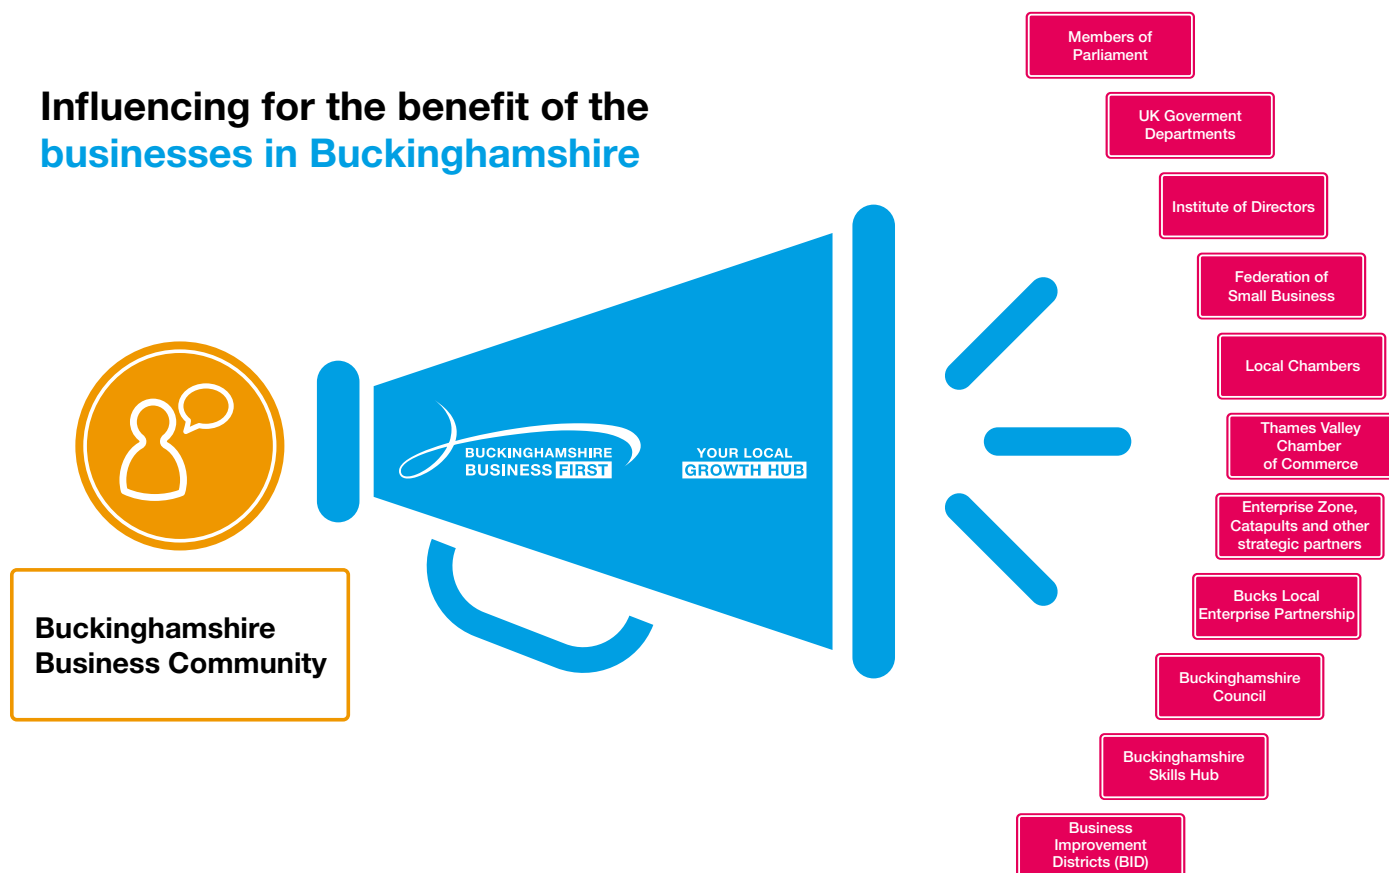 Influencing for the benefit of the
businesses in Buckinghamshire
Buckinghamshire
Business Community
BUCKINGHAMSHIRE
BUSINESS FIRST
YOUR LOCAL
GROWTH HUB
Members of
Parliament
UK Goverment
Departments
Institute of Directors
Federation of
Small Business
Local Chambers
Thames Valley
Chamber
of Commerce
Enterprise Zone,
Catapults and other
strategic partners
Bucks Local
Enterprise Partnership
Buckinghamshire
Council
Buckinghamshire
Skills Hub
Business
Improvement
Districts (BID)